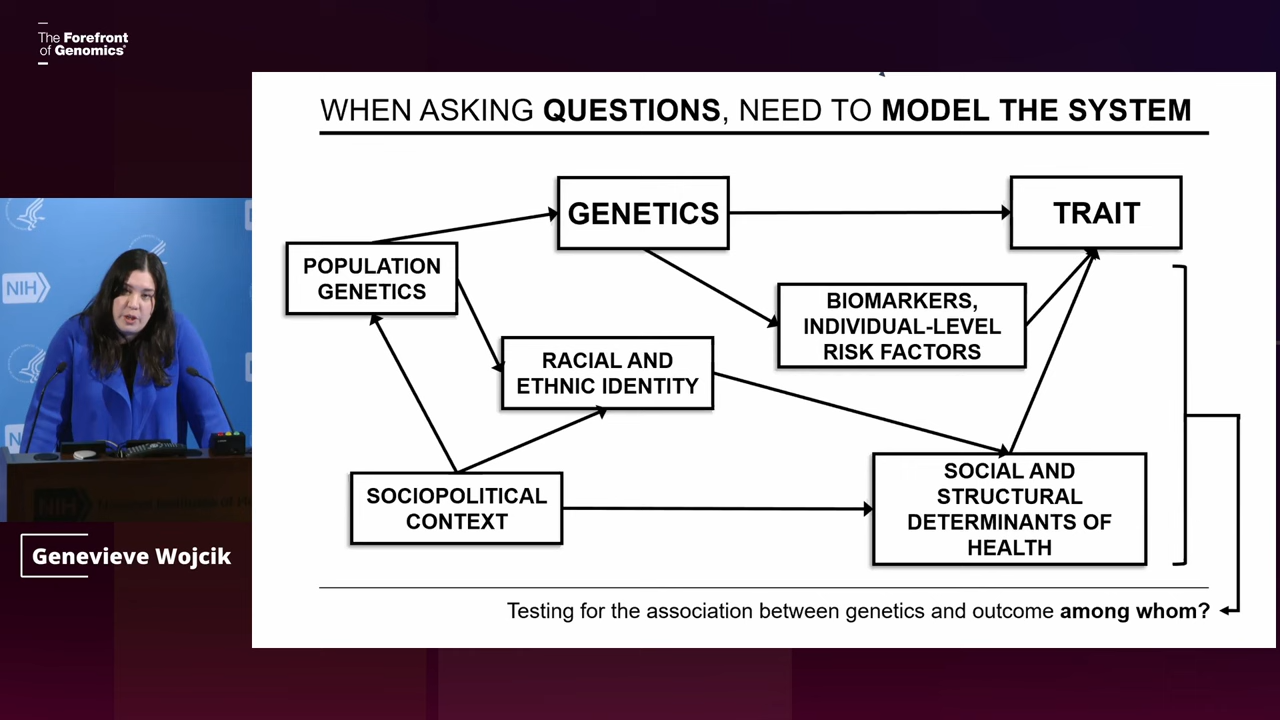 The Forefront
of Genomics®
WHEN ASKING QUESTIONS, NEED TO MODEL THE SYSTEM
GENETICS
TRAIT
POPULATION
GENETICS
BIOMARKERS,
INDIVIDUAL-LEVEL
RISK FACTORS
RACIAL AND
ETHNIC IDENTITY
SOCIOPOLITICAL
CONTEXT
SOCIAL AND
STRUCTURAL
DETERMINANTS OF
HEALTH
Testing for the association between genetics and outcome among whom?
NIH
NIH
Genevieve Wojcik